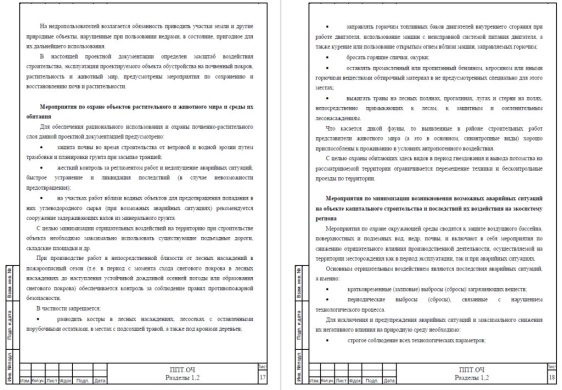 На недропользователей возлагается обязанность приводить участки земли и другие
природные объекты, нарушенные при пользовании недрами, в состояние, пригодное для
их дальнейшего использования.
В настоящей проектной документации определен масштаб воздействия
строительства, эксплуатации проектируемого объекта обустройства на почвенный покров,
растительность и животный мир, предусмотрены мероприятия по сохранению и
восстановлению почв и растительности.
Мероприятия по охране объектов растительного и животного мира и среды их
обитания
Для обеспечения рационального использования и охраны почвенно-растительного
слоя данной проектной документацией предусмотрено:
• защита почвы во время строительства от ветровой и водной эрозии путем
трамбовки и планировки грунта при засыпке траншей;
• жесткий контроль за регламентом работ и недопущение аварийных ситуаций,
быстрое устранение и ликвидация последствий (в случае невозможности
предотвращения);
• на участках работ вблизи водных объектов для предотвращения попадания в
них углеводородного сырья (при возможных аварийных ситуациях) рекомендуется
сооружение задерживающих валов из минерального грунта.
С целью минимизации отрицательных воздействий на территорию при строительстве
объекта необходимо максимально использовать существующие подъездные дороги,
складские площадки и др.
При производстве работ в непосредственной близости от лесных насаждений в
пожароопасный сезон (т.е. в период с момента схода снегового покрова в лесных
насаждениях до наступления устойчивой дождливой осенней погоды или образования
снегового покрова) обеспечивается контроль за соблюдение правил противопожарной
безопасности.
В частности запрещается:
• разводить костры в лесных насаждениях, лесосеках с оставленными
порубочными остатками, в местах с подсохшей травой, а также под кронами деревьев;
Взам. инв. №
Подп. и дата
Инв. № подл.
Изм. Кол.уч Лист №док Подп. Дата
ППТ ОЧ
Разделы 1,2
Лист
17
• заправлять горючим топливных баков двигателей внутреннего сгорания при
работе двигателя, использование машин с неисправной системой питания двигателя, а
также курение или пользование открытым огнем вблизи машин, заправляемых горючим;
• бросать горящие спички, окурки;
• оставлять промасленный или пропитанный бензином, керосином или иными
горючими веществами обтирочный материал в не предусмотренных специально для этого
местах;
• выжигать травы на лесных полянах, прогалинах, лугах и стерни на полях,
непосредственно примыкающих к лесам, к защитным и озеленительным
лесонасаждениям.
Что касается дикой фауны, то выявленные в районе строительных работ
представители животного мира (а это в основном, синантропные виды) хорошо
приспособлены к проживанию в условиях антропогенного воздействия.
С целью охраны обитающих здесь видов в период гнездования и вывода потомства на
рассматриваемой территории ограничивается перемещение техники и бесконтрольные
проезды по территории.
Мероприятия по минимизации возникновения возможных аварийных ситуаций
на объекте капитального строительства и последствий их воздействия на экосистему
региона
Мероприятия по охране окружающей среды сводятся к защите воздушного бассейна,
поверхностных и подземных вод, недр, почвы, и включают в себя мероприятия по
снижению отрицательного влияния производственной деятельности, осуществляемой на
территории месторождения как в период эксплуатации, так и при аварийных ситуациях.
Основным отрицательным воздействием являются последствия аварийный ситуаций,
а именно:
• кратковременные (залповые) выбросы (сбросы) загрязняющих веществ;
• периодические выбросы (сбросы), связанные с нарушением
технологического процесса.
Для исключения и предупреждения аварийных ситуаций и максимального снижения
их негативного влияния на природную среду необходимо:
• строгое соблюдение всех технологических параметров.
Взам. инв. №
Подп. и дата
Инв. № подл.
Изм. Кол.уч Лист №док Подп. Дата
ППТ ОЧ
Разделы 1,2
Лист
18